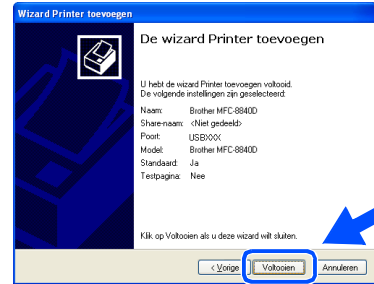 Wizard Printer toevoegen
De wizard Printer toevoegen
U hebt de wizard Printer toevoegen voltooid.
De volgende instellingen zijn geselecteerd:
Naam: Brother MFC-8840D
Share-naam: <Niet gedeeld>
Poort: USBXXX
Model: Brother MFC-8840D
Standaard: Ja
Testpagina: Nee
Klik op Voltooien als u deze wizard wilt sluiten.
< Vorige Voltooien Annuleren